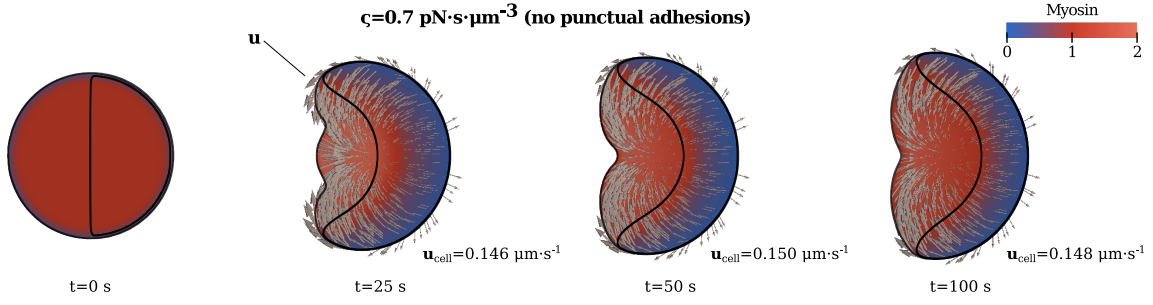 ς=0.7 pN·s·μm⁻³ (no punctual adhesions)
Myosin
0 1 2
u
u_cell=0.146 μm·s⁻¹
u_cell=0.150 μm·s⁻¹
u_cell=0.148 μm·s⁻¹
t=0 s
t=25 s
t=50 s
t=100 s